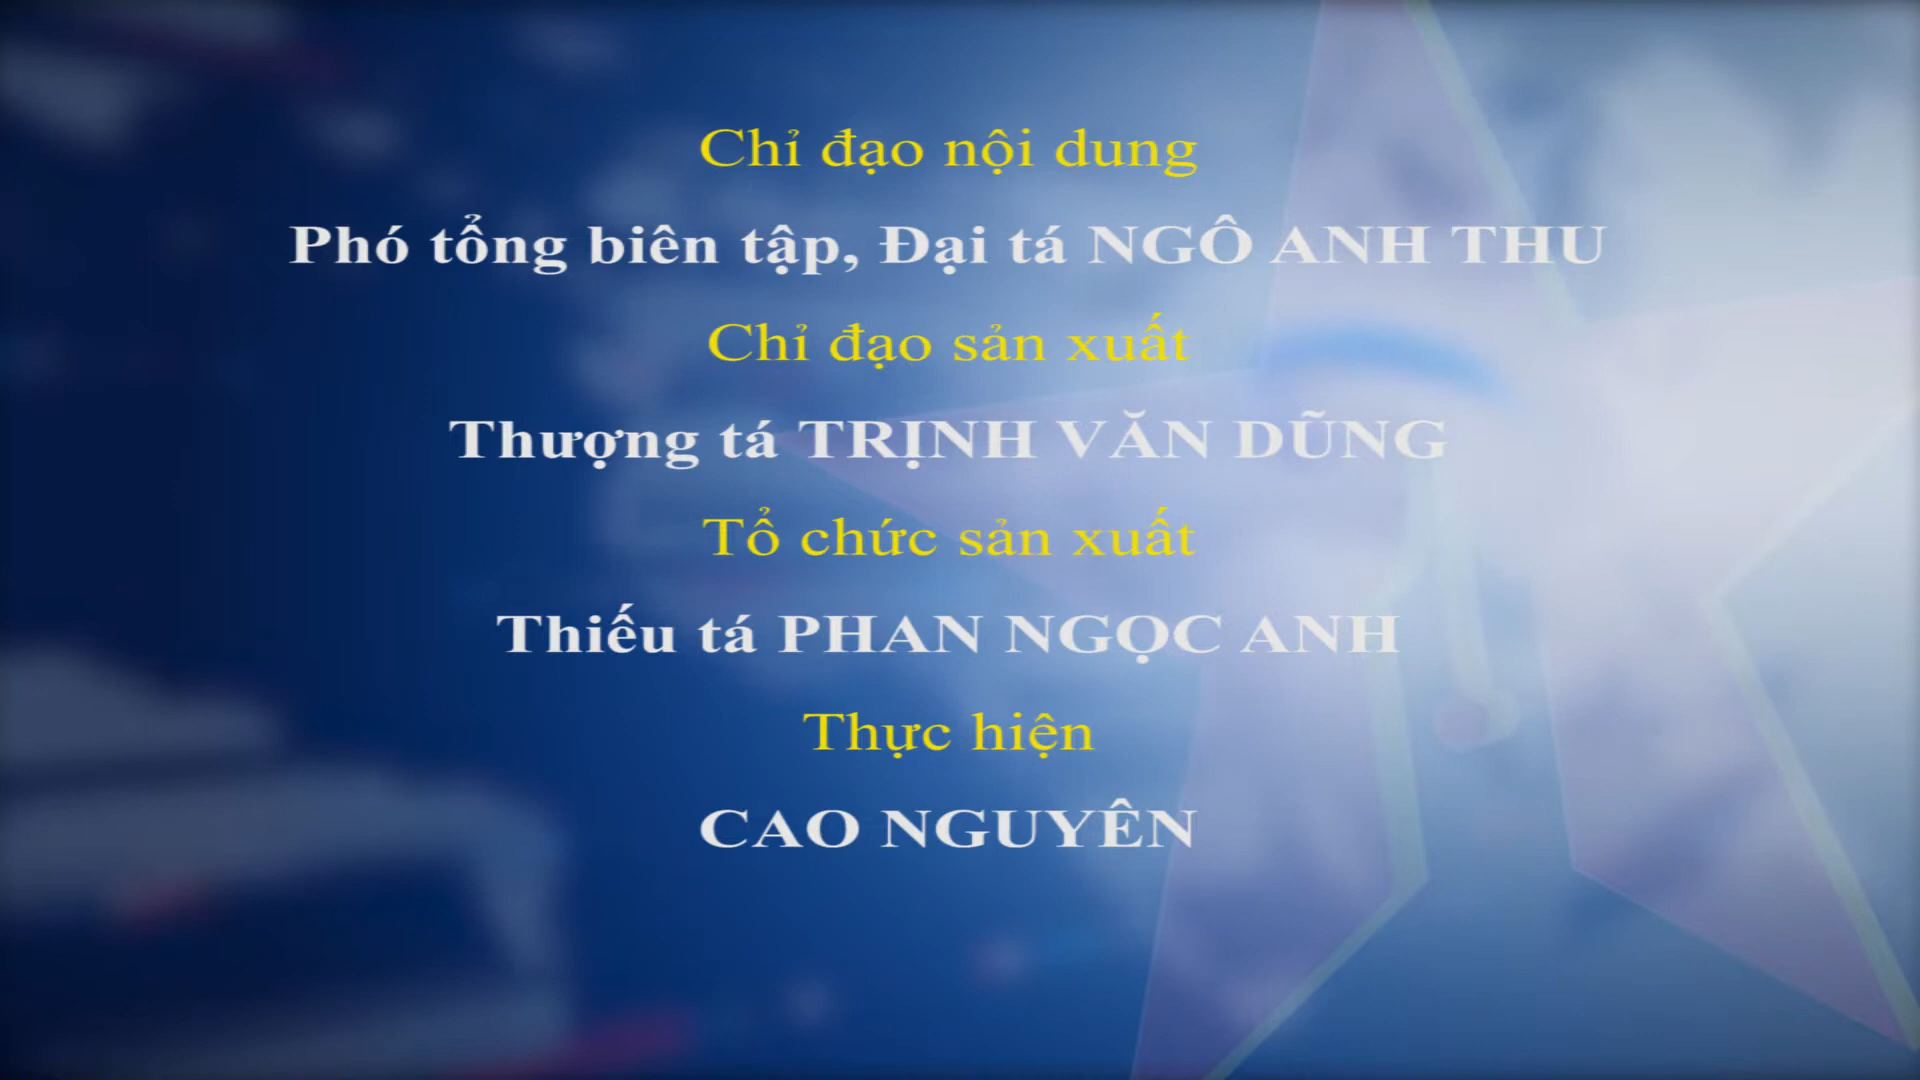 Chỉ đạo nội dung
Phó tổng biên tập, Đại tá NGÔ ANH THU
Chỉ đạo sản xuất
Thượng tá TRỊNH VĂN DŨNG
Tổ chức sản xuất
Thiếu tá PHAN NGỌC ANH
Thực hiện
CAO NGUYÊN